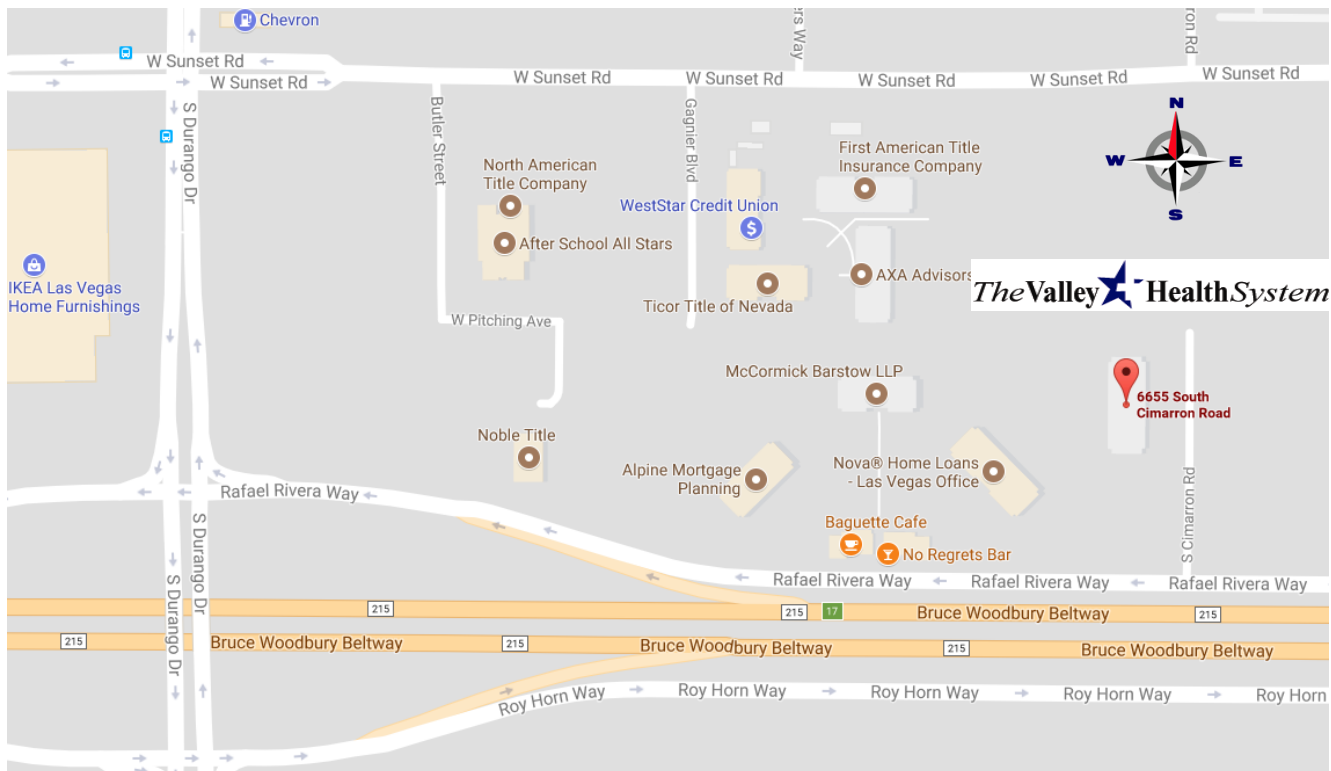 Chevron
ers Way
ron Rd
W Sunset Rd
W Sunset Rd
W Sunset Rd
W Sunset Rd
W Sunset Rd
W Sunset Rd
W Sunset Rd
S Durango Dr
Butler Street
Gagnier Blvd
N
W
E
S
North American
Title Company
First American Title
Insurance Company
WestStar Credit Union
$
After School All Stars
IKEA Las Vegas
Home Furnishings
AXA Advisors
Ticor Title of Nevada
The Valley Health System
W Pitching Ave
McCormick Barstow LLP
6655 South
Cimarron Road
Noble Title
Alpine Mortgage
Planning
Nova® Home Loans
- Las Vegas Office
S Cimarron Rd
Rafael Rivera Way
Baguette Cafe
No Regrets Bar
S Durango Dr
S Durango Dr
Rafael Rivera Way
Rafael Rivera Way
Rafael Rivera Way
215
215
17
Bruce Woodbury Beltway
215
215
Bruce Woodbury Beltway
215
Bruce Woodbury Beltway
215
Bruce Woodbury Beltway
Roy Horn Way
Roy Horn Way
Roy Horn Way
Roy Horn Way
Roy Horn